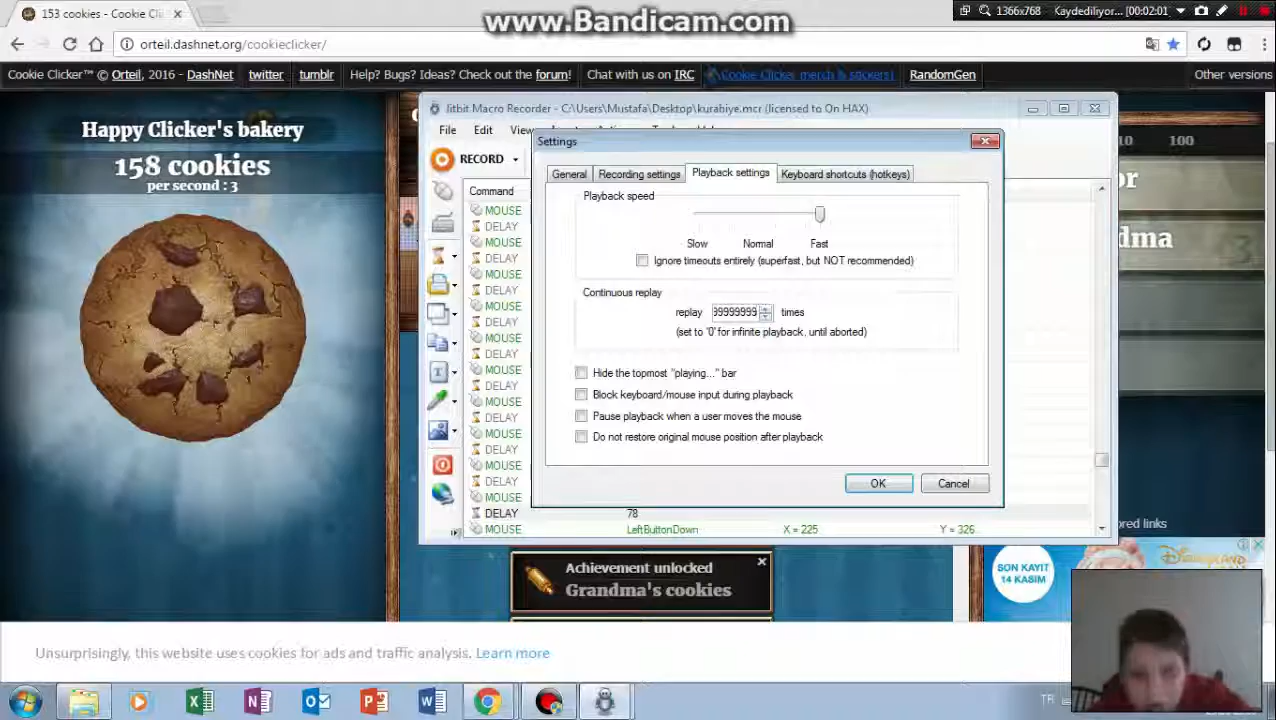 153 cookies - Cookie Cli
www.Bandicam.com
1366x768 Kaydediliyor... [00:02:01]
orteil.dashnet.org/cookieclicker/
Cookie Clicker™ © Orteil, 2016 - DashNet twitter tumblr Help? Bugs? Ideas? Check out the forum! Chat with us on IRC Cookie Clicker merch & stickers! RandomGen Other versions
Happy Clicker's bakery
158 cookies
per second : 3
Jitbit Macro Recorder - C:\Users\Mustafa\Desktop\kurabiye.mcr (licensed to On HAX)
File Edit
RECORD
Command
MOUSE
DELAY
MOUSE
DELAY
MOUSE
DELAY
MOUSE
DELAY
MOUSE
DELAY
MOUSE
DELAY
MOUSE
DELAY
MOUSE
DELAY
MOUSE
DELAY
MOUSE
DELAY 78
MOUSE LeftButtonDown X = 225 Y = 326
Settings
General Recording settings Playback settings Keyboard shortcuts (hotkeys)
Playback speed
Slow Normal Fast
Ignore timeouts entirely (superfast, but NOT recommended)
Continuous replay
replay 99999999 times
(set to '0' for infinite playback, until aborted)
Hide the topmost "playing..." bar
Block keyboard/mouse input during playback
Pause playback when a user moves the mouse
Do not restore original mouse position after playback
OK Cancel
10 100
or
dma 3
ored links
SON KAYIT
14 KASIM
Disney
Achievement unlocked
Grandma's cookies
Unsurprisingly, this website uses cookies for ads and traffic analysis. Learn more
TR